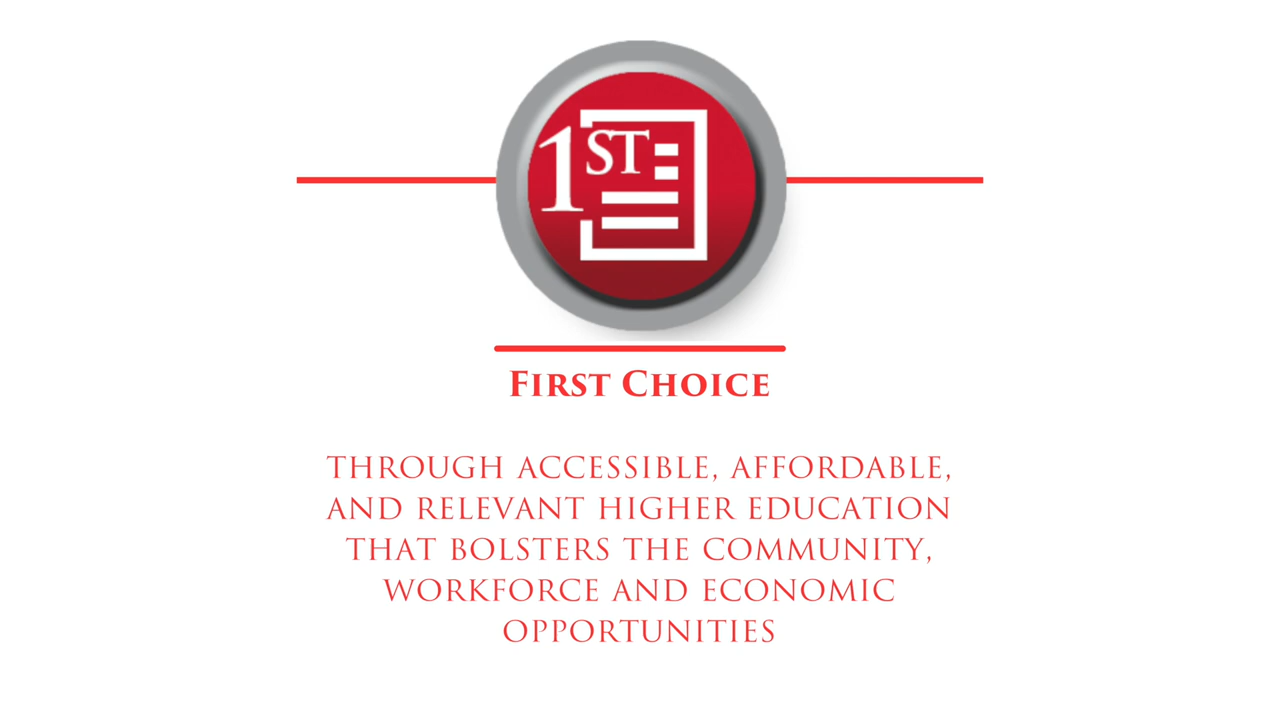 1ST
First Choice
THROUGH ACCESSIBLE, AFFORDABLE,
AND RELEVANT HIGHER EDUCATION
THAT BOLSTERS THE COMMUNITY,
WORKFORCE AND ECONOMIC
OPPORTUNITIES